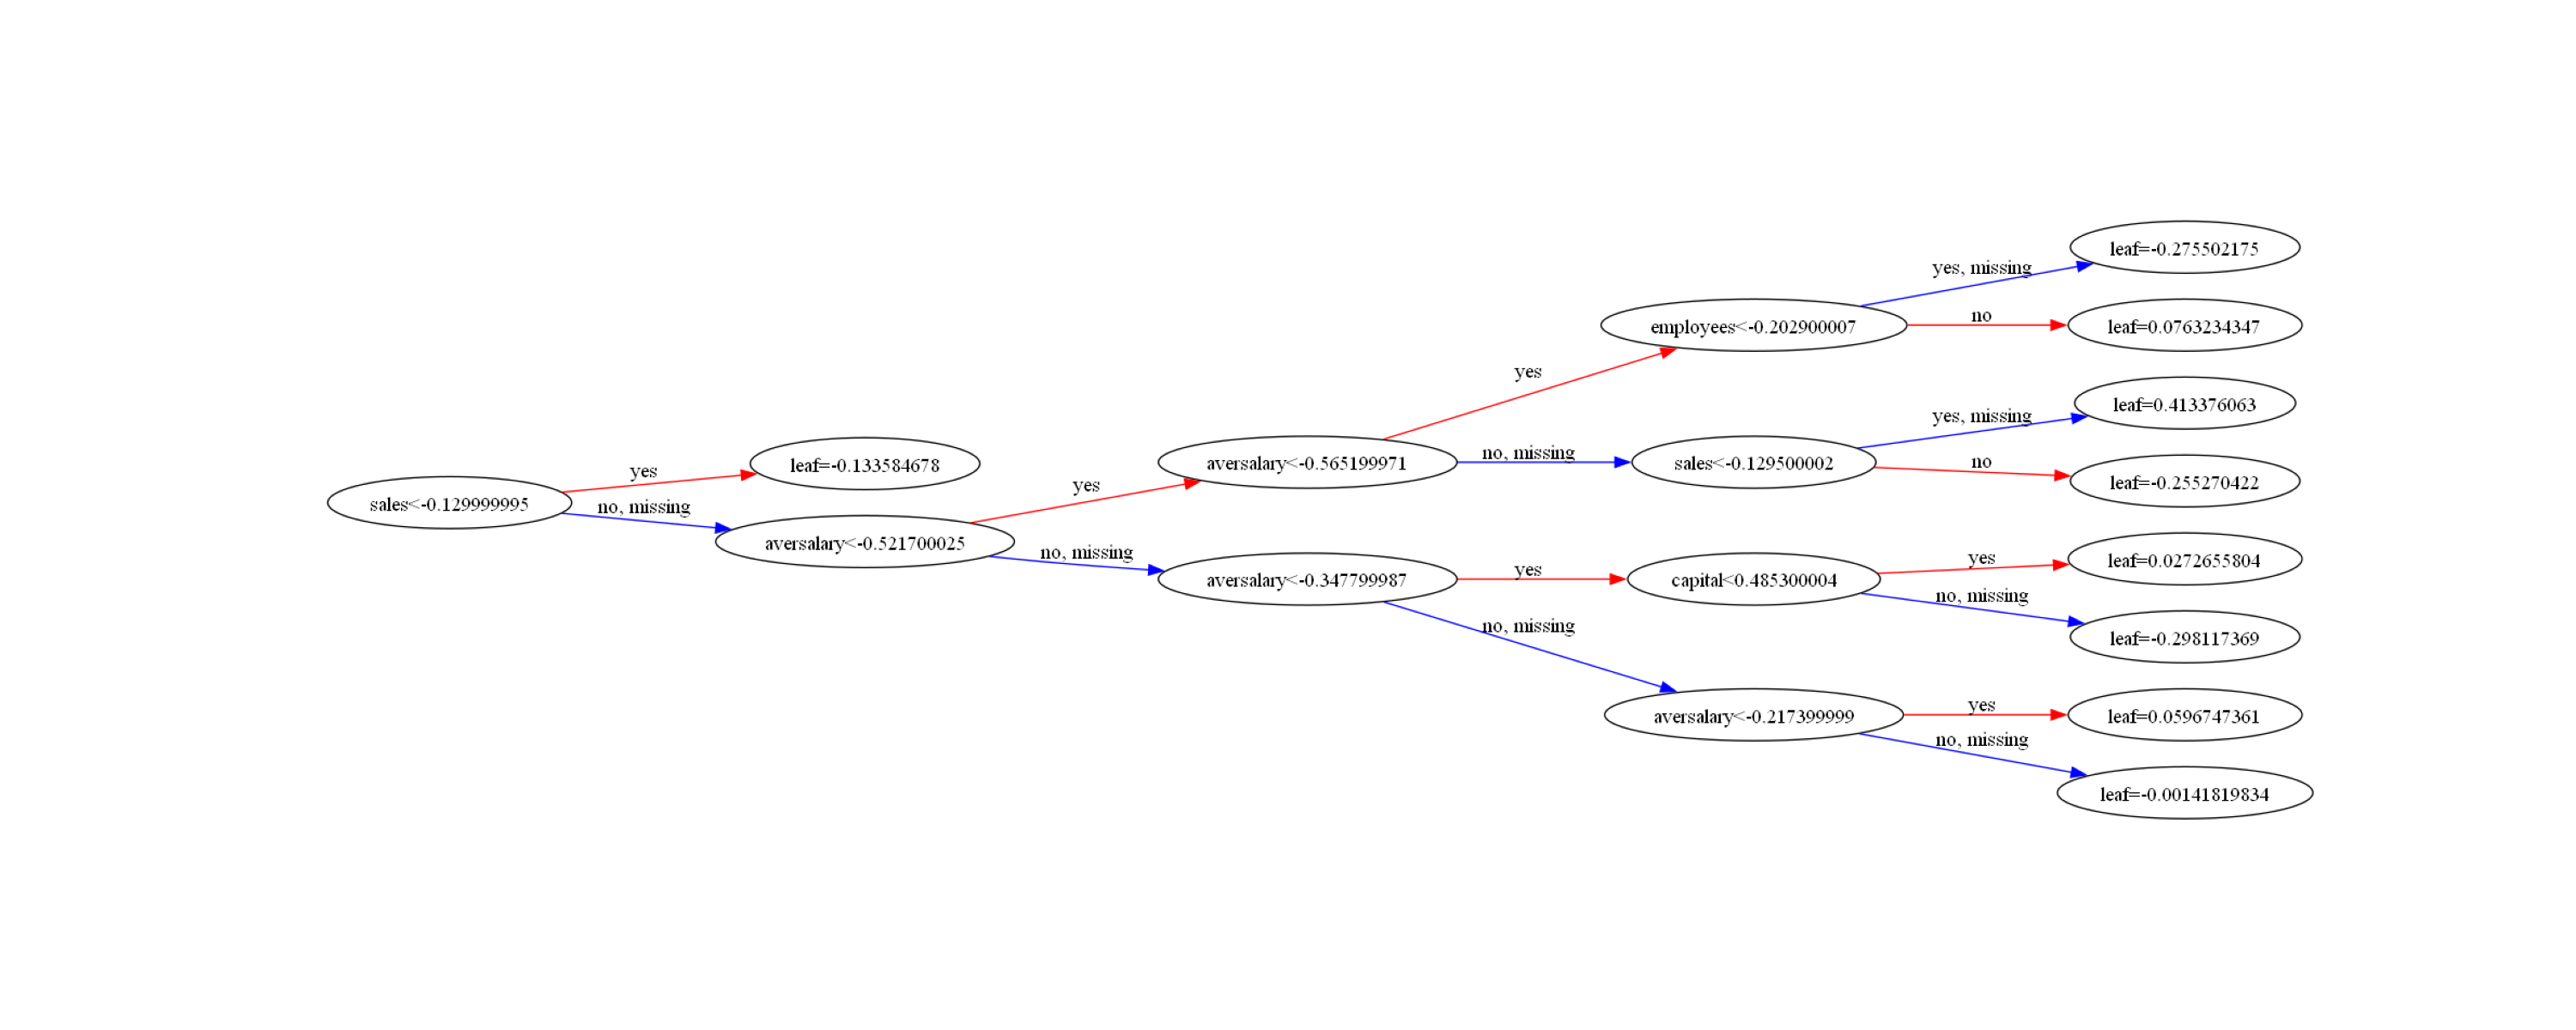 leaf=-0.275502175
yes, missing
employees<-0.202900007
no
leaf=0.0763234347
yes
yes, missing
leaf=0.413376063
aversalary<-0.565199971
no, missing
sales<-0.129500002
no
leaf=-0.255270422
yes
leaf=-0.133584678
yes
sales<-0.129999995
no, missing
aversalary<-0.521700025
no, missing
aversalary<-0.347799987
yes
capital<0.485300004
yes
leaf=0.0272655804
no, missing
leaf=-0.298117369
no, missing
aversalary<-0.217399999
yes
leaf=0.0596747361
no, missing
leaf=-0.00141819834